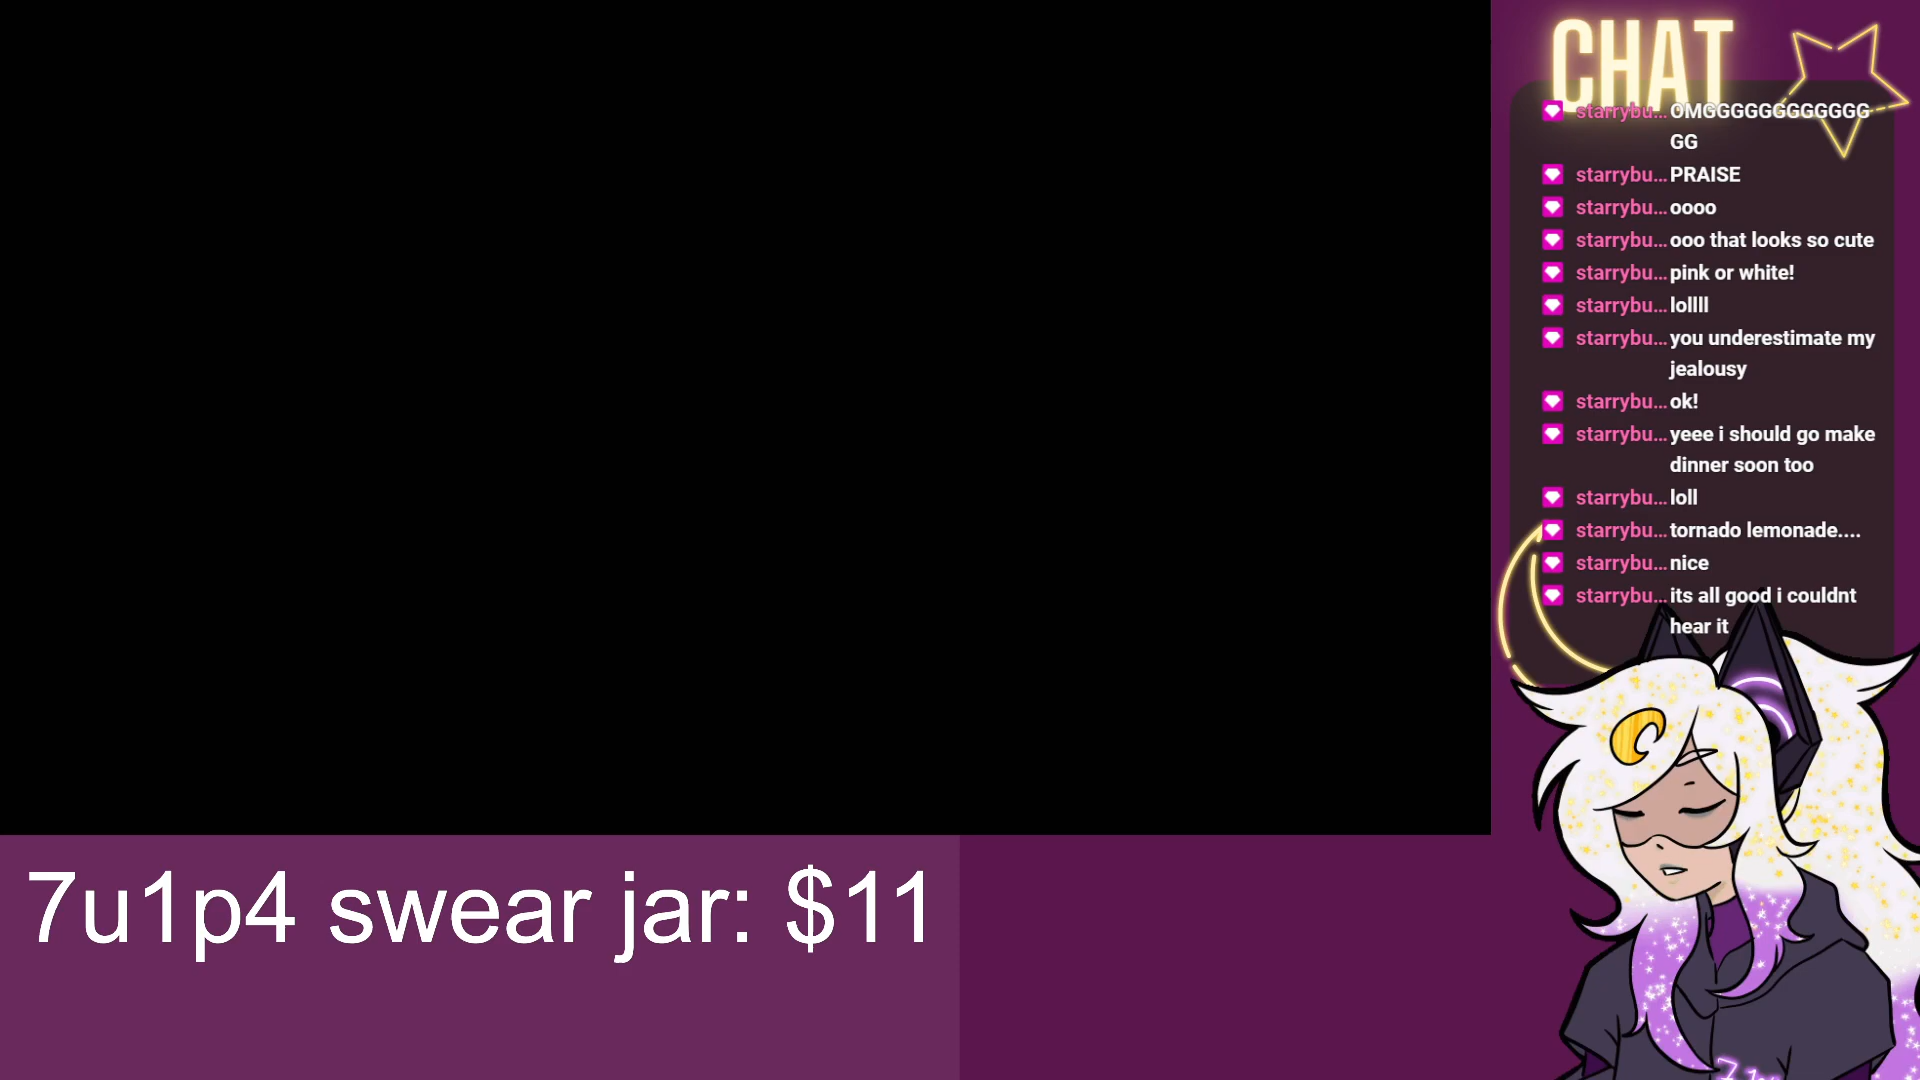 CHAT
starrybu... OMGGGGGGGGGGGG
GG
starrybu... PRAISE
starrybu... oooo
starrybu... ooo that looks so cute
starrybu... pink or white!
starrybu... lollll
starrybu... you underestimate my
jealousy
starrybu... ok!
starrybu... yeee i should go make
dinner soon too
starrybu... loll
starrybu... tornado lemonade....
starrybu... nice
starrybu... its all good i couldnt
hear it
7u1p4 swear jar: $11